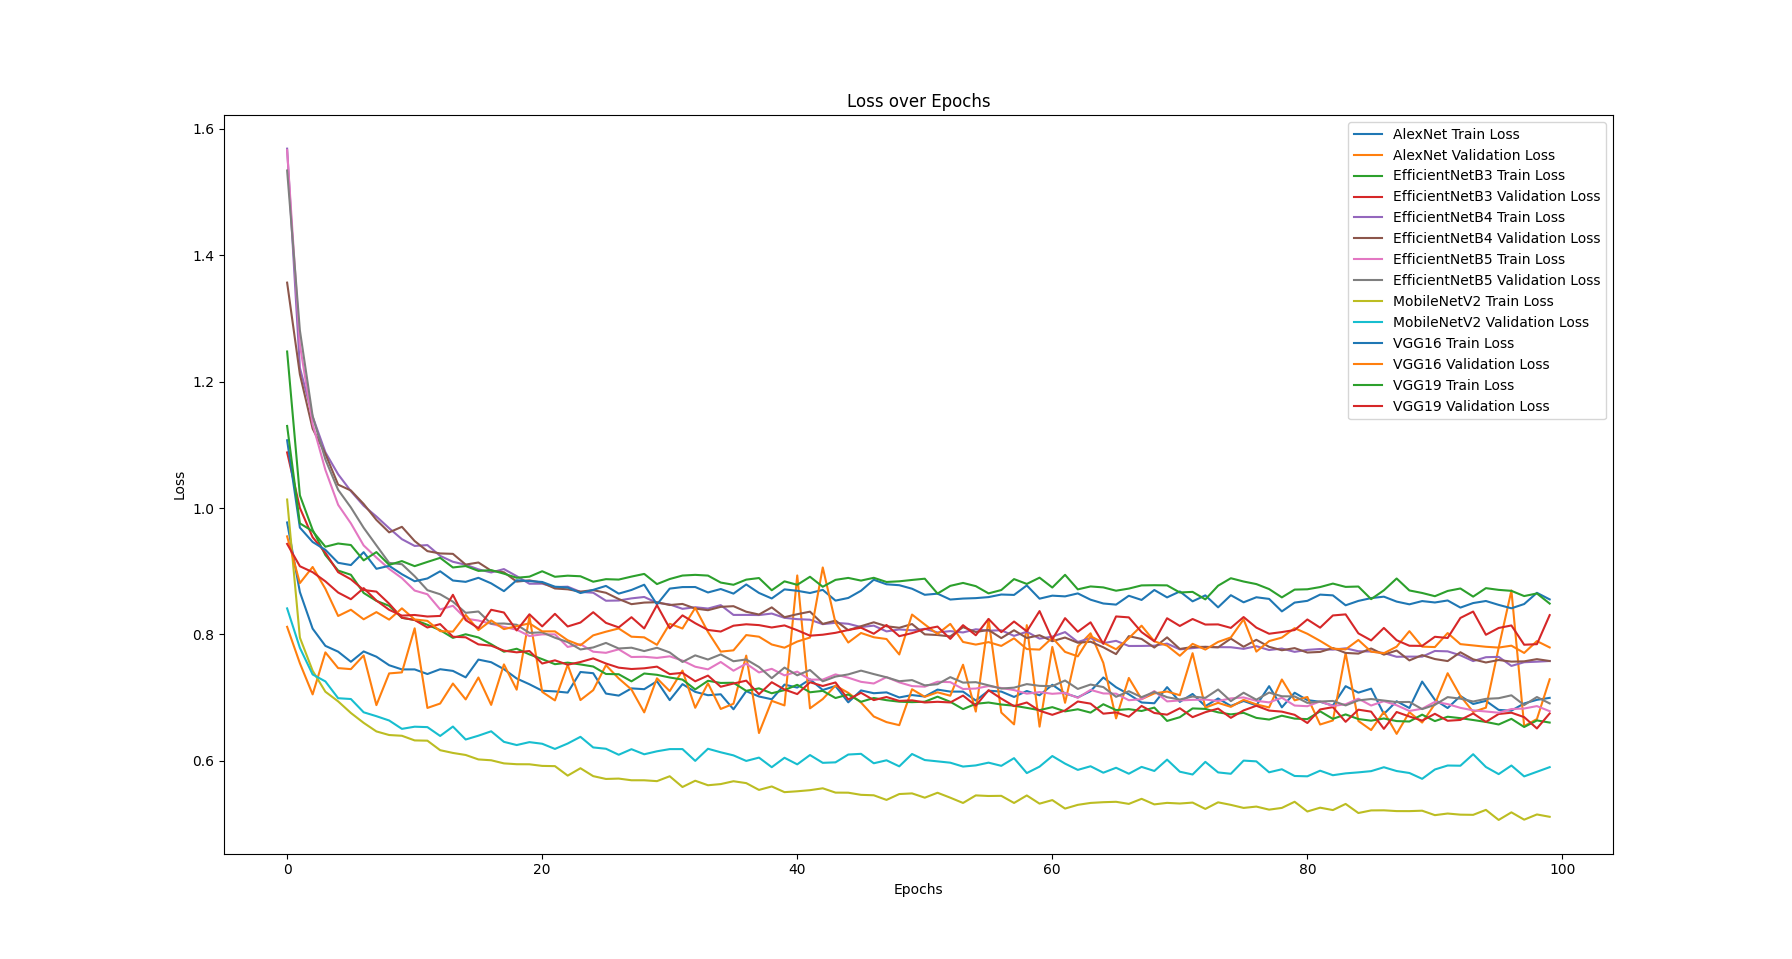 Loss over Epochs
1.6
1.4
1.2
1.0
0.8
0.6
Loss
0
20
40
60
80
100
Epochs
AlexNet Train Loss
AlexNet Validation Loss
EfficientNetB3 Train Loss
EfficientNetB3 Validation Loss
EfficientNetB4 Train Loss
EfficientNetB4 Validation Loss
EfficientNetB5 Train Loss
EfficientNetB5 Validation Loss
MobileNetV2 Train Loss
MobileNetV2 Validation Loss
VGG16 Train Loss
VGG16 Validation Loss
VGG19 Train Loss
VGG19 Validation Loss